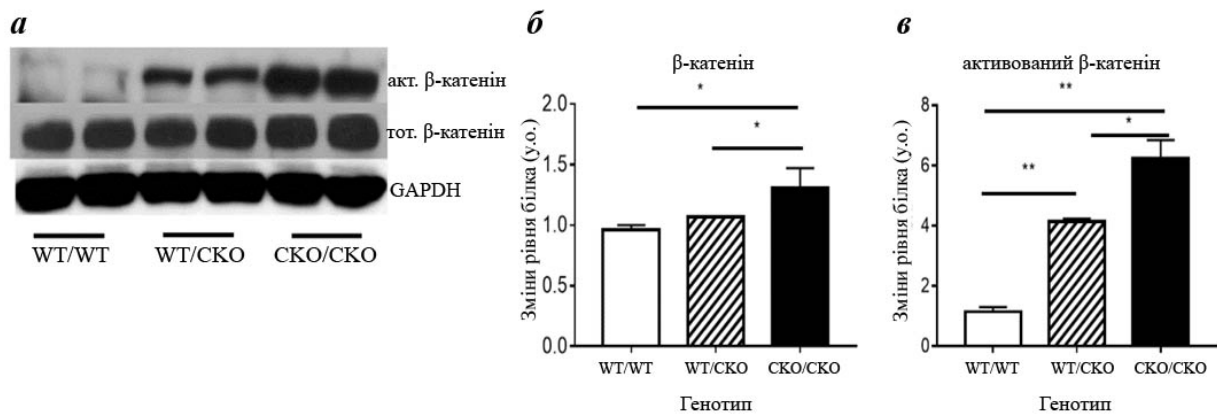 а
акт. β-катенін
тот. β-катенін
GAPDH
WT/WT WT/CKO CKO/CKO
б
β-катенін
Зміни рівня білка (у.о.)
2.0
1.5
1.0
0.5
0.0
*
*
WT/WT WT/CKO CKO/CKO
Генотип
в
активований β-катенін
Зміни рівня білка (у.о.)
8
6
4
2
0
**
*
**
WT/WT WT/CKO CKO/CKO
Генотип